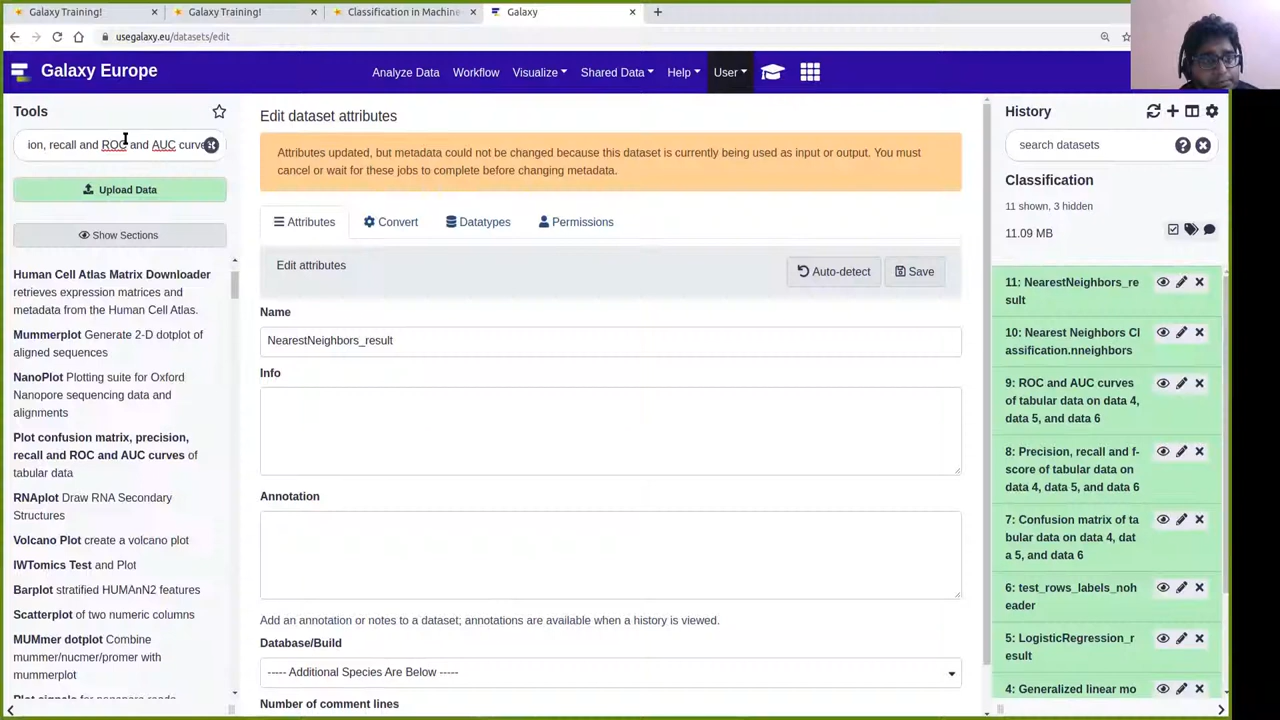 Galaxy Training!
Galaxy Training!
Classification in Machine
Galaxy
usegalaxy.eu/datasets/edit
Galaxy Europe
Analyze Data
Workflow
Visualize
Shared Data
Help
User
Tools
ion, recall and ROC and AUC curve
Upload Data
Show Sections
Human Cell Atlas Matrix Downloader
retrieves expression matrices and
metadata from the Human Cell Atlas.
Mummerplot Generate 2-D dotplot of
aligned sequences
NanoPlot Plotting suite for Oxford
Nanopore sequencing data and
alignments
Plot confusion matrix, precision,
recall and ROC and AUC curves of
tabular data
RNAplot Draw RNA Secondary
Structures
Volcano Plot create a volcano plot
IWTomics Test and Plot
Barplot stratified HUMAnN2 features
Scatterplot of two numeric columns
MUMmer dotplot Combine
mummer/nucmer/promer with
mummerplot
Edit dataset attributes
Attributes updated, but metadata could not be changed because this dataset is currently being used as input or output. You must
cancel or wait for these jobs to complete before changing metadata.
Attributes
Convert
Datatypes
Permissions
Edit attributes
Auto-detect
Save
Name
NearestNeighbors_result
Info
Annotation
Add an annotation or notes to a dataset; annotations are available when a history is viewed.
Database/Build
----- Additional Species Are Below -----
Number of comment lines
History
search datasets
Classification
11 shown, 3 hidden
11.09 MB
11: NearestNeighbors_re
sult
10: Nearest Neighbors Cl
assification.nneighbors
9: ROC and AUC curves
of tabular data on data 4,
data 5, and data 6
8: Precision, recall and f-
score of tabular data on
data 4, data 5, and data 6
7: Confusion matrix of ta
bular data on data 4, dat
a 5, and data 6
6: test_rows_labels_noh
eader
5: LogisticRegression_r
esult
4: Generalized linear mo